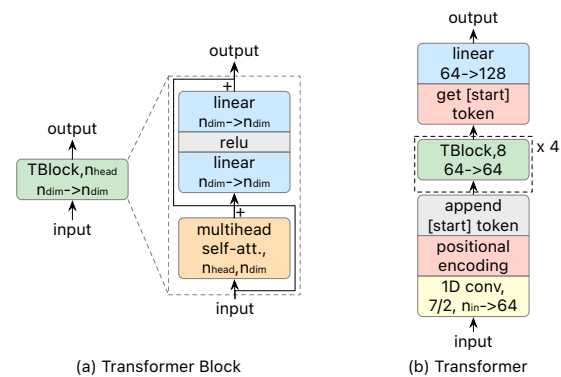 output
TBlock,nhead
ndim->ndim
input
output
+
linear
ndim->ndim
relu
linear
ndim->ndim
+
multihead
self-att.,
nhead,ndim
input
(a) Transformer Block
output
linear
64->128
get [start]
token
TBlock,8
64->64
x 4
append
[start] token
positional
encoding
1D conv,
7/2, nin->64
input
(b) Transformer